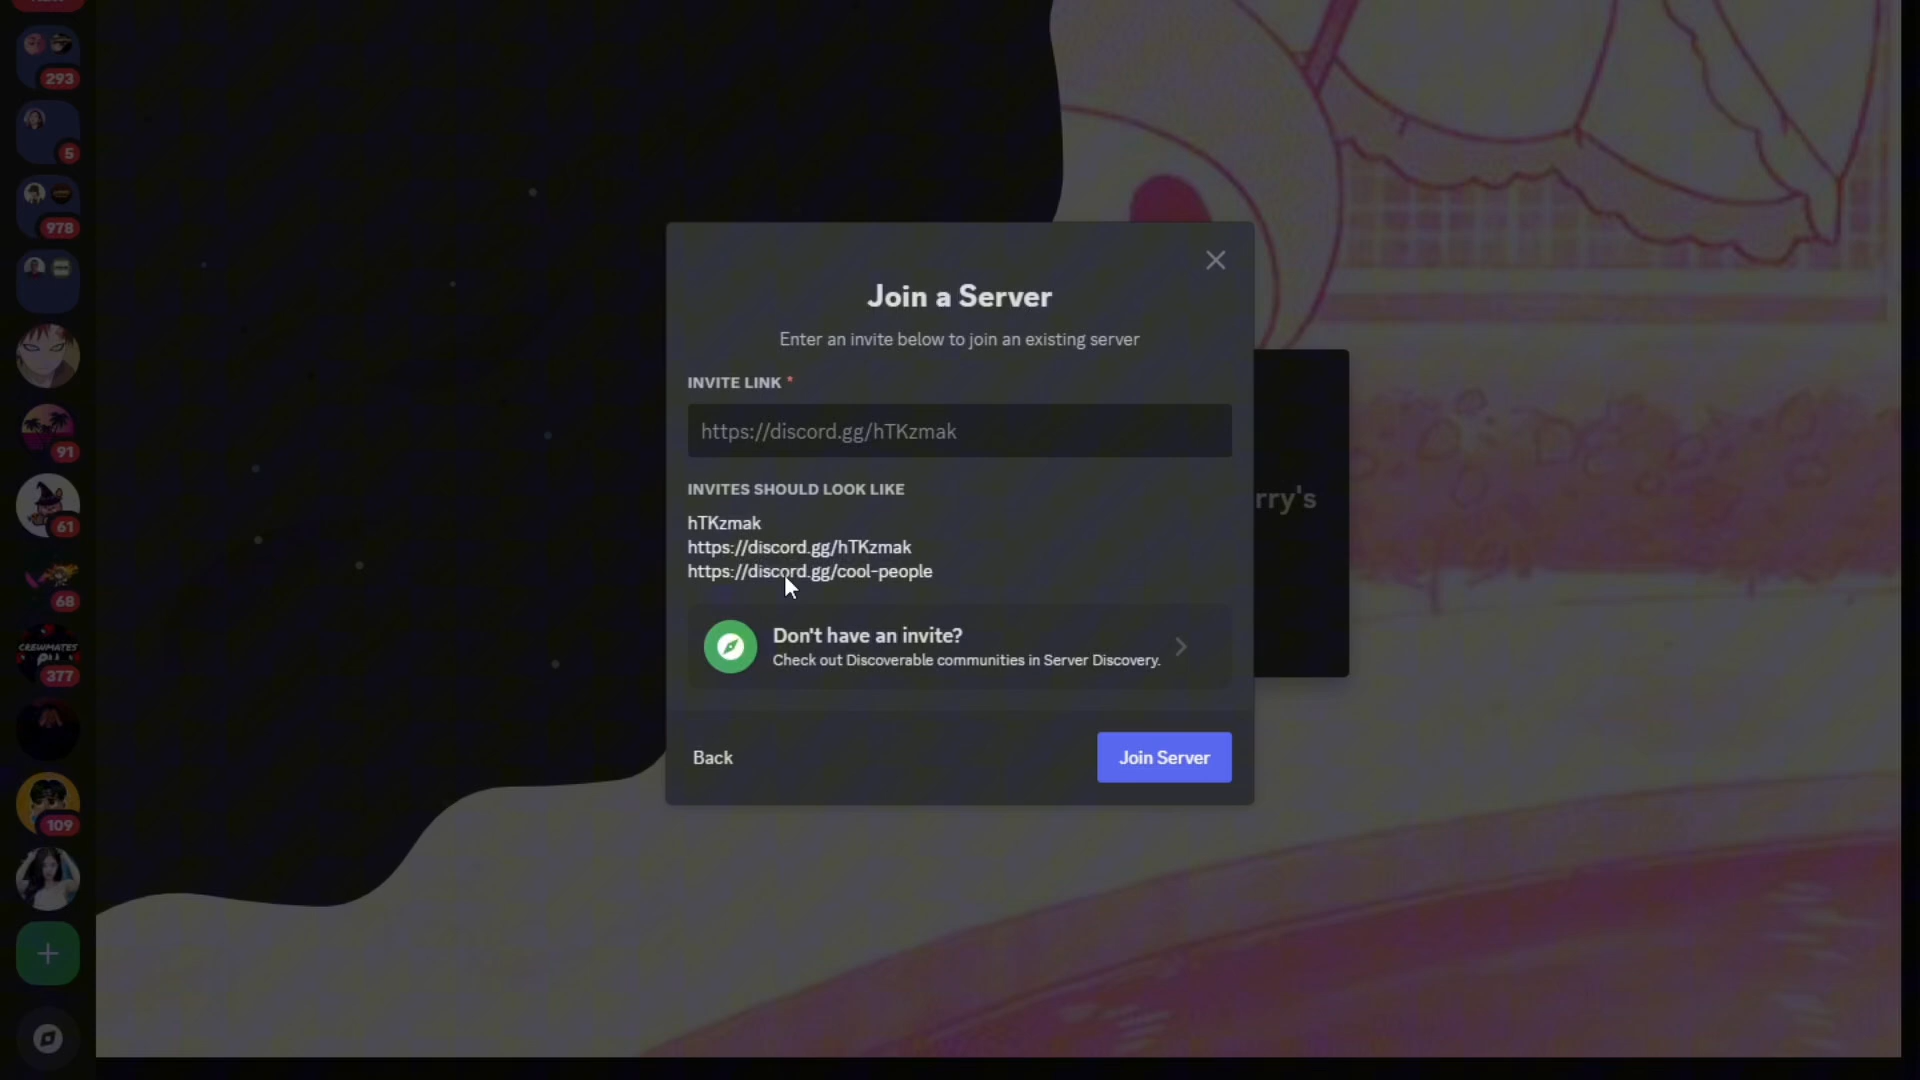 293
5
978
91
61
68
CREWMATES
377
109
Join a Server
Enter an invite below to join an existing server
INVITE LINK *
https://discord.gg/hTKzmak
INVITES SHOULD LOOK LIKE
hTKzmak
https://discord.gg/hTKzmak
https://discord.gg/cool-people
Don't have an invite?
Check out Discoverable communities in Server Discovery.
Back
Join Server
rry's